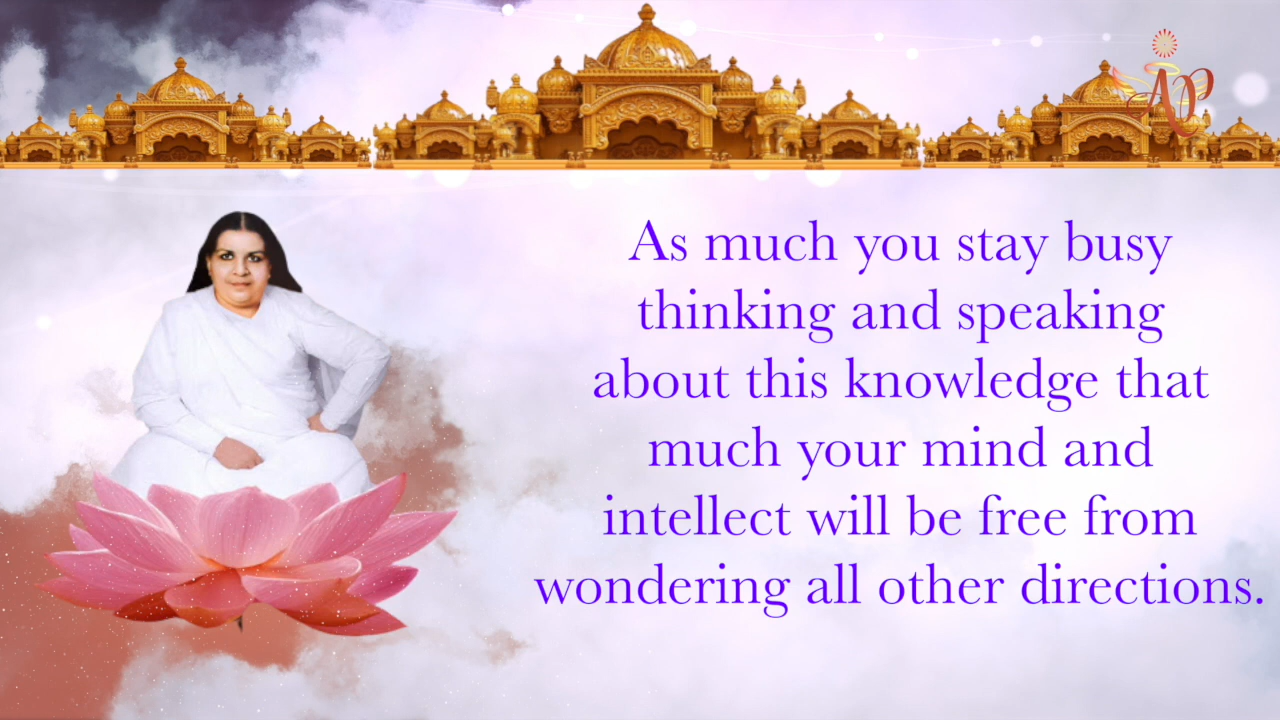 AP
As much you stay busy
thinking and speaking
about this knowledge that
much your mind and
intellect will be free from
wondering all other directions.